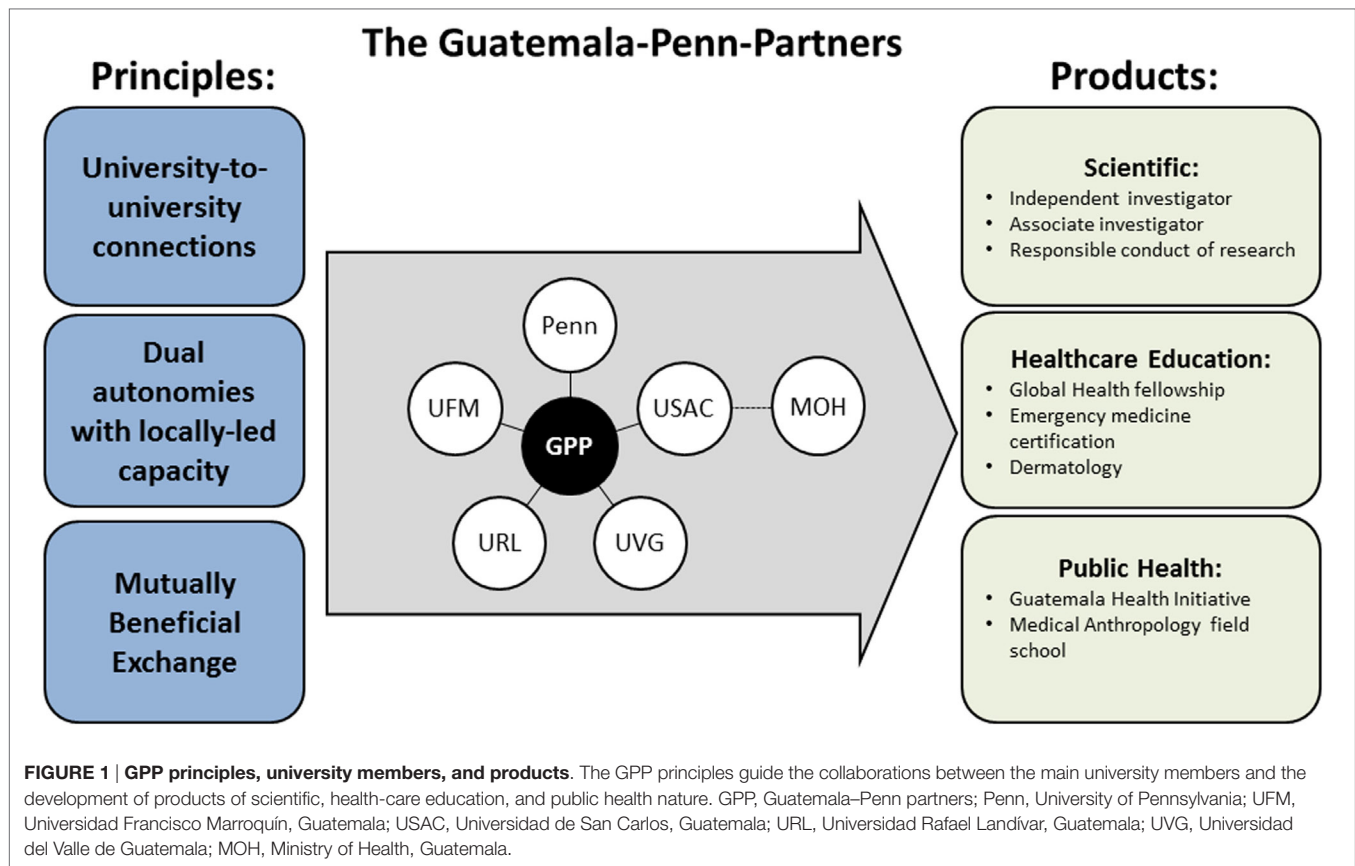 The Guatemala-Penn-Partners
Principles:
University-to-
university
connections
Dual
autonomies
with locally-led
capacity
Mutually
Beneficial
Exchange
Penn
UFM
USAC
MOH
GPP
URL
UVG
Products:
Scientific:
• Independent investigator
• Associate investigator
• Responsible conduct of research
Healthcare Education:
• Global Health fellowship
• Emergency medicine
certification
• Dermatology
Public Health:
• Guatemala Health Initiative
• Medical Anthropology field
school
FIGURE 1 | GPP principles, university members, and products. The GPP principles guide the collaborations between the main university members and the
development of products of scientific, health-care education, and public health nature. GPP, Guatemala–Penn partners; Penn, University of Pennsylvania; UFM,
Universidad Francisco Marroquín, Guatemala; USAC, Universidad de San Carlos, Guatemala; URL, Universidad Rafael Landívar, Guatemala; UVG, Universidad
del Valle de Guatemala; MOH, Ministry of Health, Guatemala.